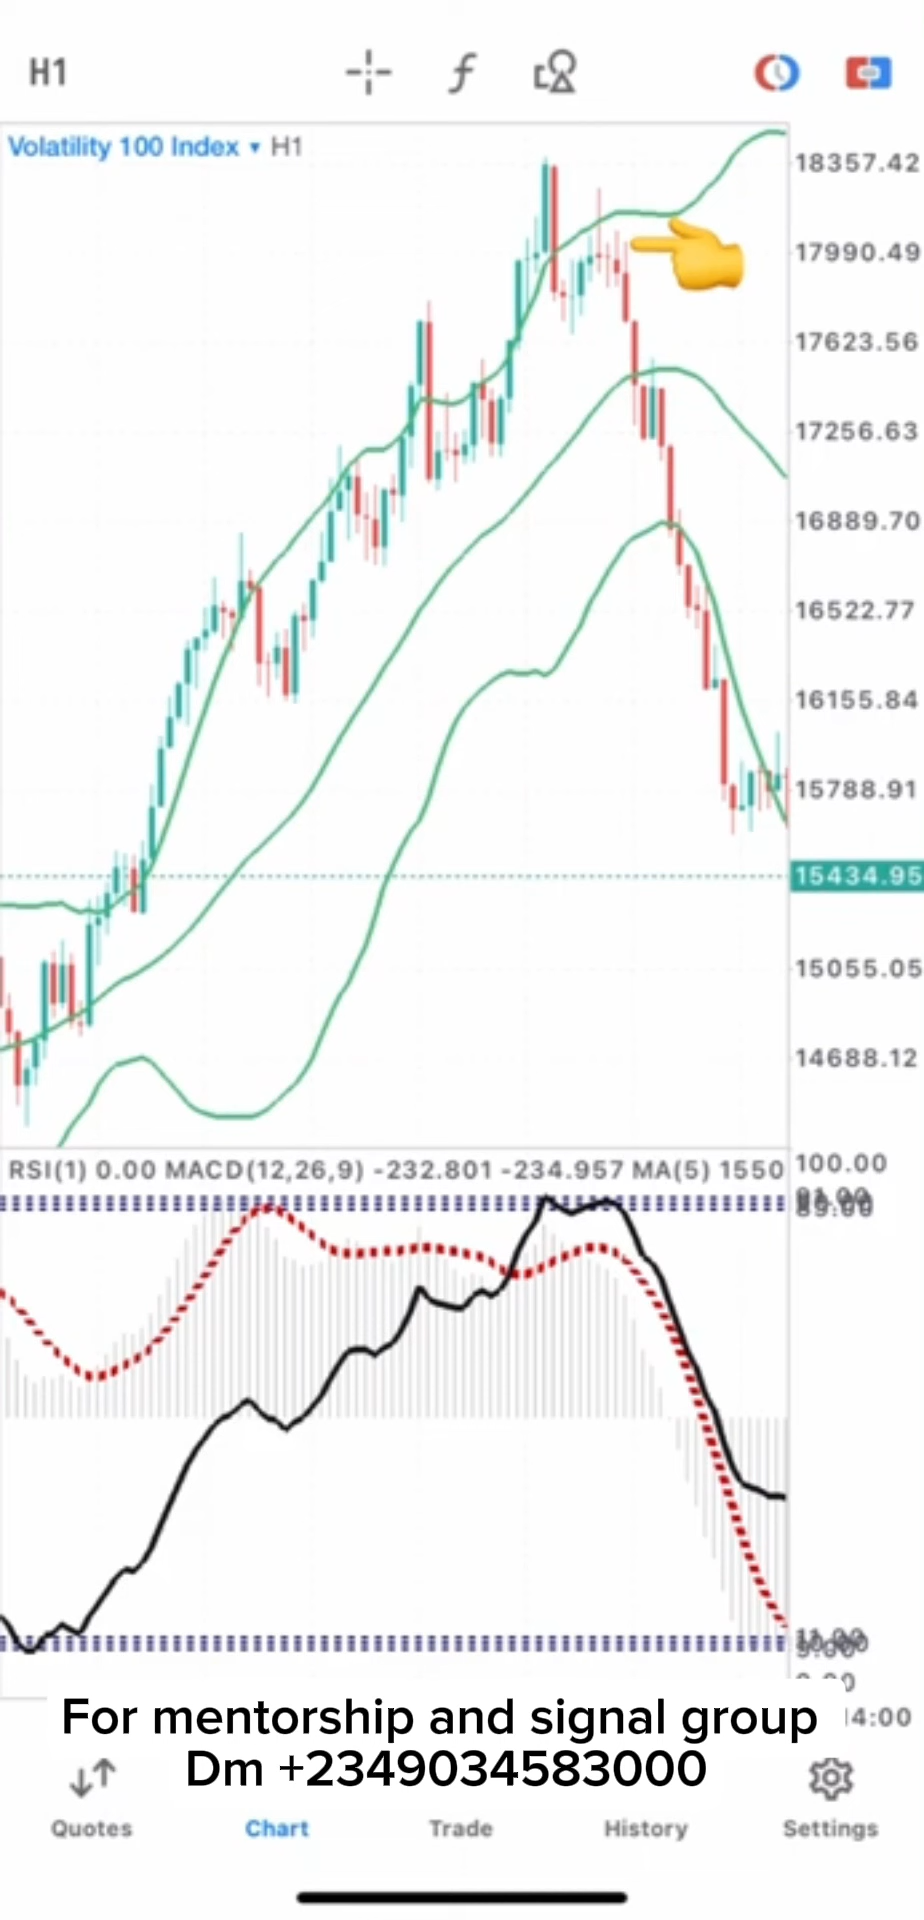 H1
Volatility 100 Index ▾ H1
18357.42
17990.49
17623.56
17256.63
16889.70
16522.77
16155.84
15788.91
15434.95
15055.05
14688.12
RSI(1) 0.00 MACD(12,26,9) -232.801 -234.957 MA(5) 1550
100.00
For mentorship and signal group
4:00
Dm +2349034583000
Quotes
Chart
Trade
History
Settings